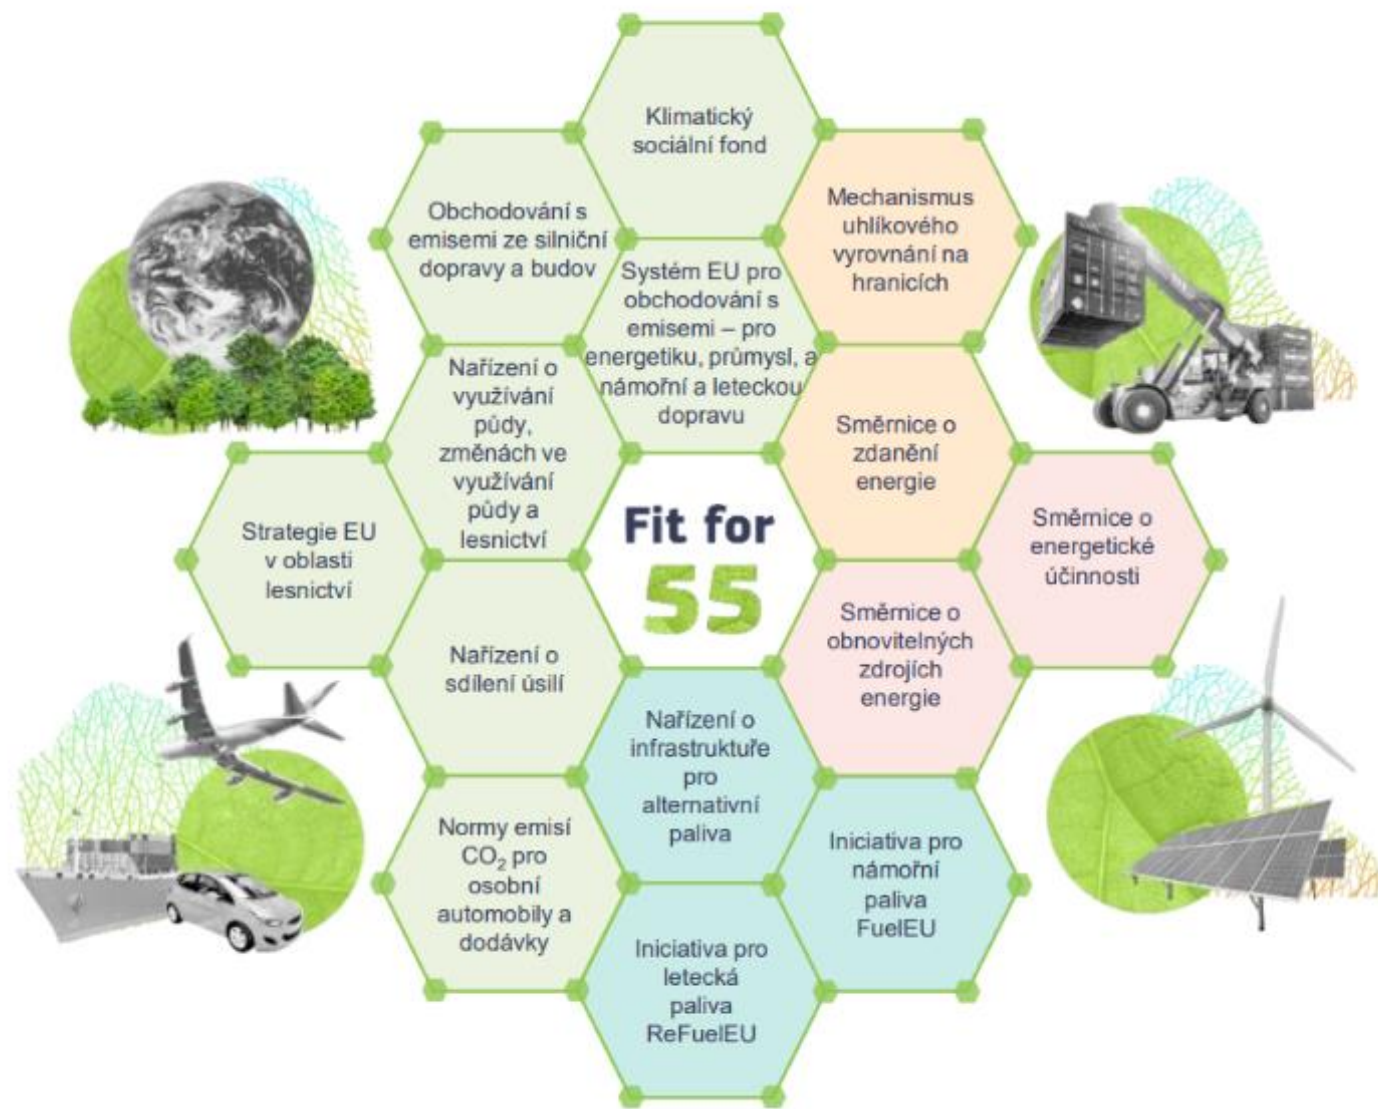 Klimatický
sociální fond
Obchodování s
emisemi ze silniční
dopravy a budov
Mechanismus
uhlíkového
vyrovnání na
hranicích
Systém EU pro
obchodování s
emisemi – pro
energetiku, průmysl, a
námořní a leteckou
dopravu
Nařízení o
využívání
půdy,
změnách ve
využívání
půdy a
lesnictví
Směrnice o
zdanění
energie
Strategie EU
v oblasti
lesnictví
Fit for
55
Směrnice o
energetické
účinnosti
Nařízení o
sdílení úsilí
Směrnice o
obnovitelných
zdrojích
energie
Nařízení o
infrastruktuře
pro
alternativní
paliva
Normy emisí
CO₂ pro
osobní
automobily a
dodávky
Iniciativa pro
námořní
paliva
FuelEU
Iniciativa pro
letecká
paliva
ReFuelEU